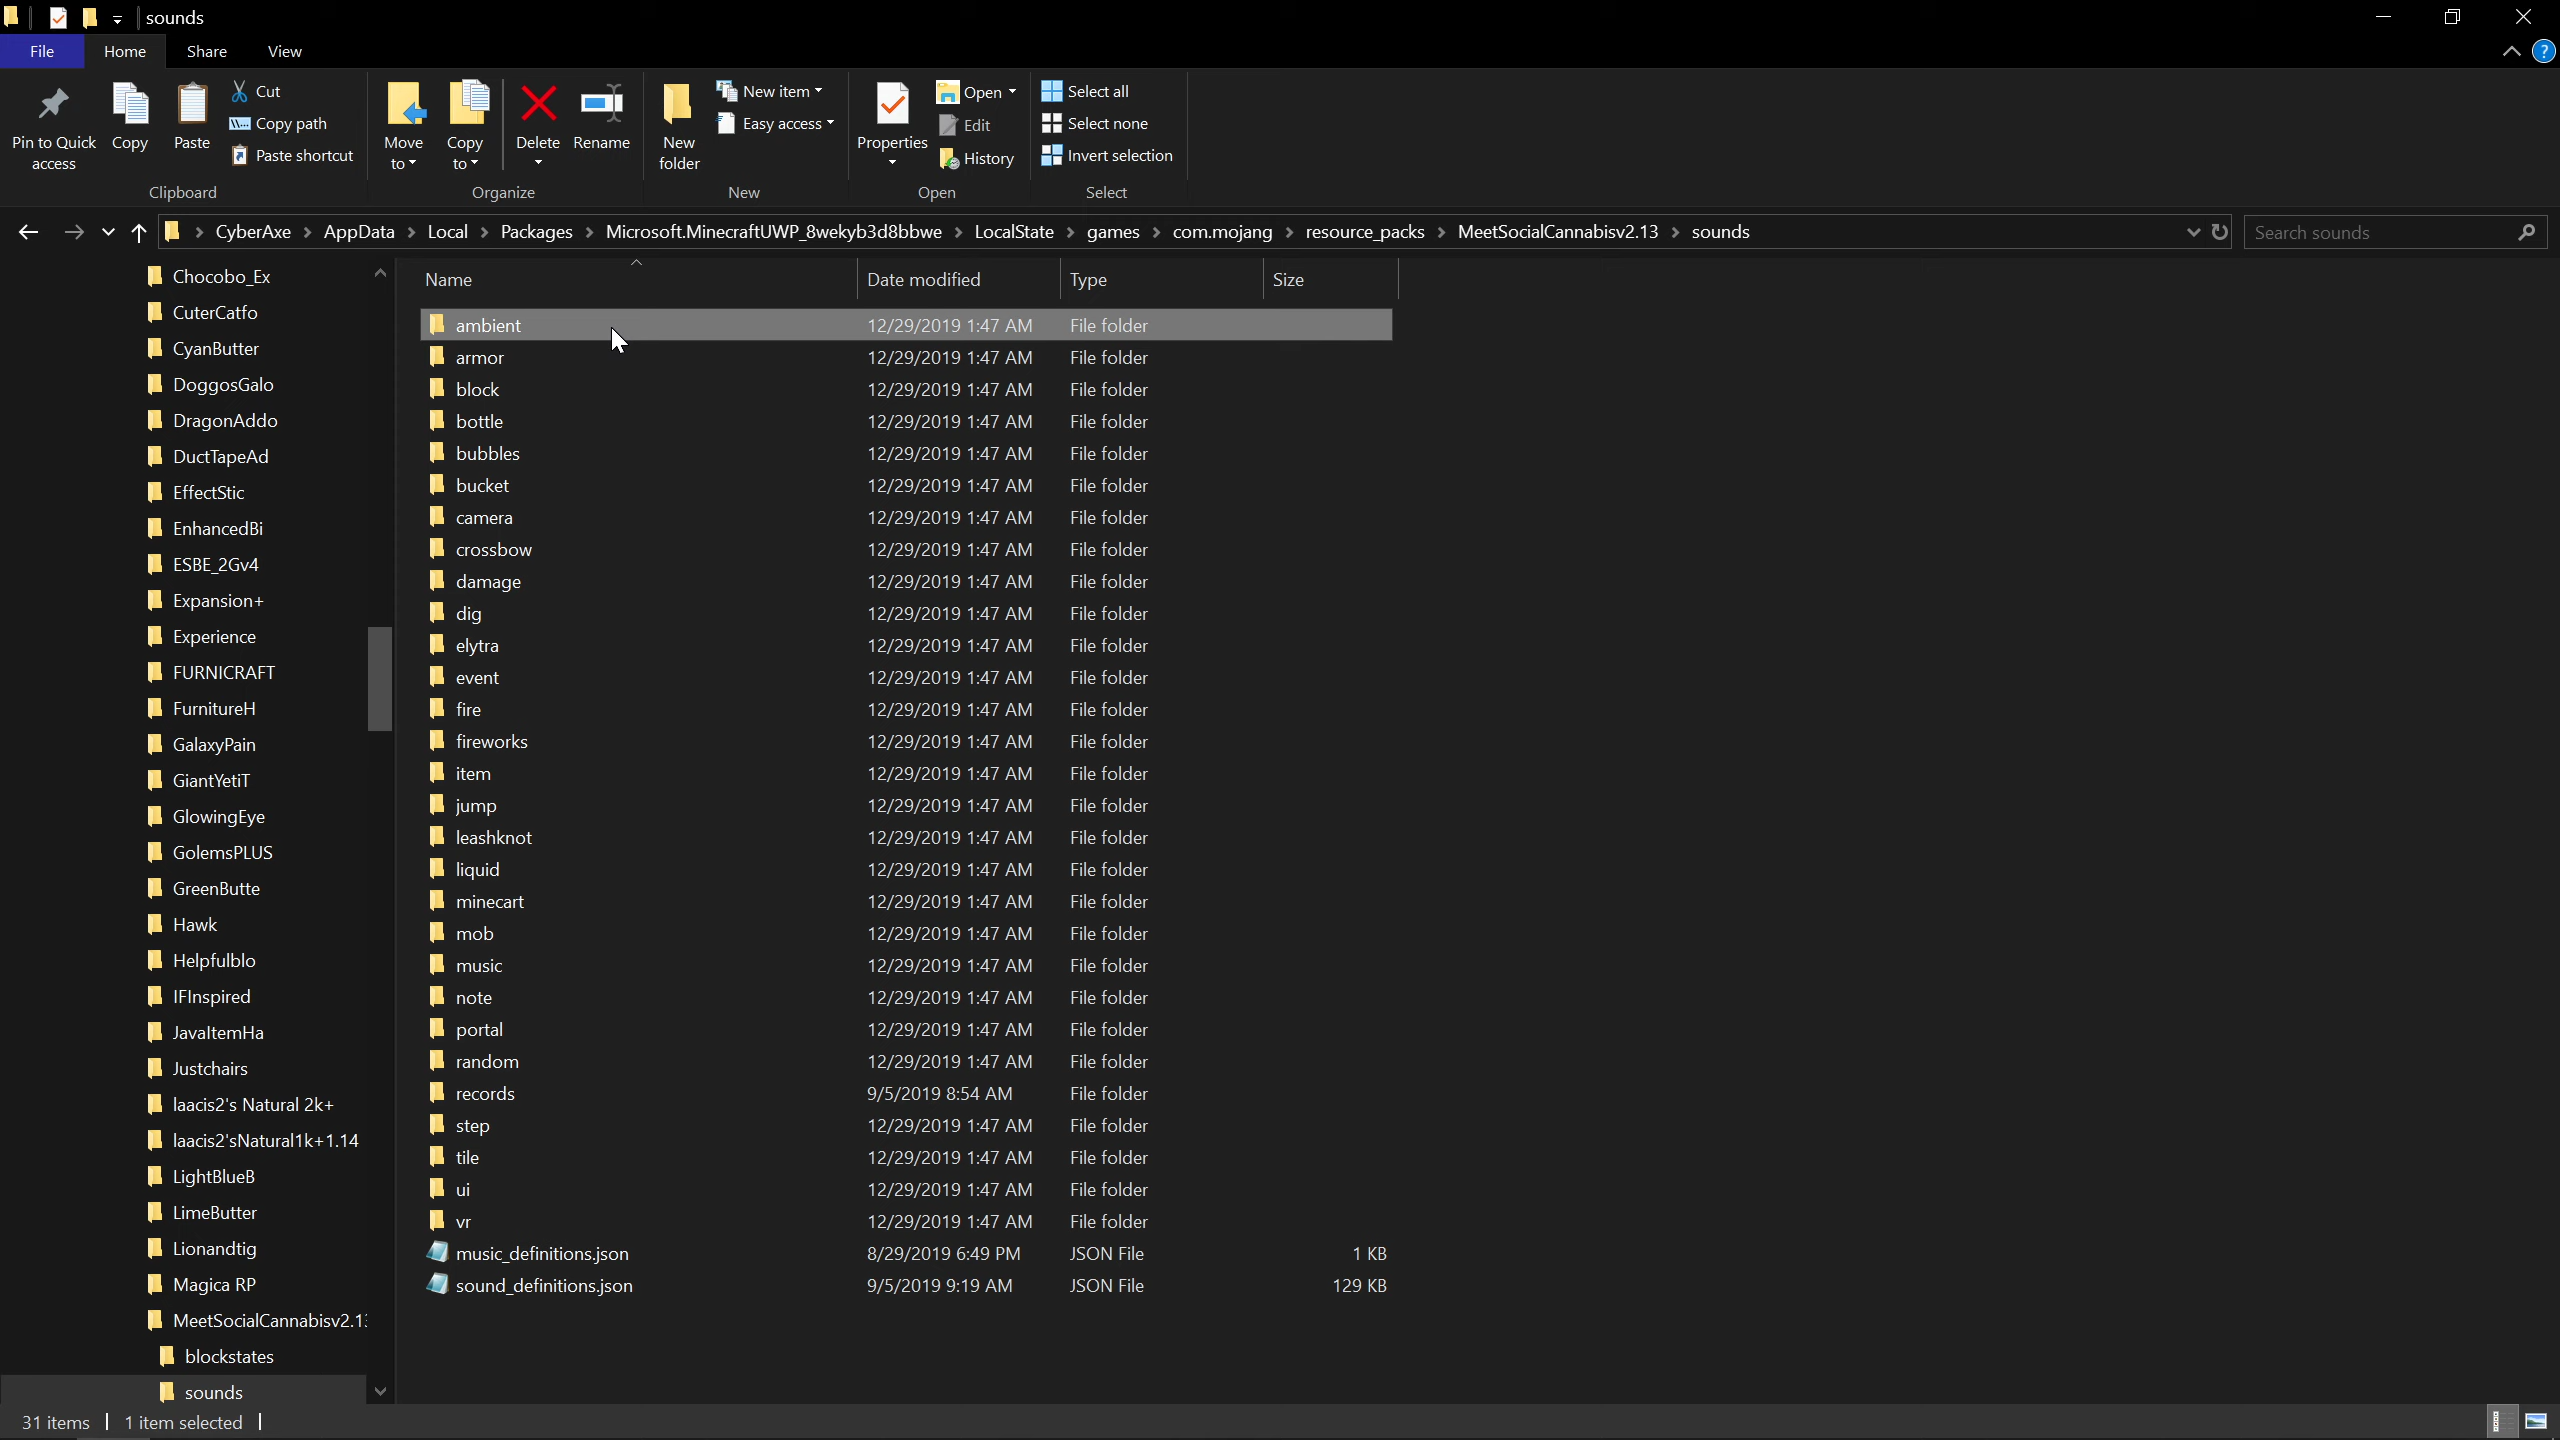 sounds
File Home Share View
Pin to Quick access
Copy
Paste
Cut
Copy path
Paste shortcut
Clipboard
Move to
Copy to
Delete
Rename
Organize
New folder
New item
Easy access
New
Properties
Open
Edit
History
Open
Select all
Select none
Invert selection
Select
CyberAxe > AppData > Local > Packages > Microsoft.MinecraftUWP_8wekyb3d8bbwe > LocalState > games > com.mojang > resource_packs > MeetSocialCannabisv2.13 > sounds
Search sounds
Chocobo_Ex
CuterCatfo
CyanButter
DoggosGalo
DragonAddo
DuctTapeAd
EffectStic
EnhancedBi
ESBE_2Gv4
Expansion+
Experience
FURNICRAFT
FurnitureH
GalaxyPain
GiantYetiT
GlowingEye
GolemsPLUS
GreenButte
Hawk
Helpfulblo
IFInspired
JavaItemHa
Justchairs
laacis2's Natural 2k+
laacis2'sNatural1k+1.14
LightBlueB
LimeButter
Lionandtig
Magica RP
MeetSocialCannabisv2.1
blockstates
sounds
Name Date modified Type Size
ambient 12/29/2019 1:47 AM File folder
armor 12/29/2019 1:47 AM File folder
block 12/29/2019 1:47 AM File folder
bottle 12/29/2019 1:47 AM File folder
bubbles 12/29/2019 1:47 AM File folder
bucket 12/29/2019 1:47 AM File folder
camera 12/29/2019 1:47 AM File folder
crossbow 12/29/2019 1:47 AM File folder
damage 12/29/2019 1:47 AM File folder
dig 12/29/2019 1:47 AM File folder
elytra 12/29/2019 1:47 AM File folder
event 12/29/2019 1:47 AM File folder
fire 12/29/2019 1:47 AM File folder
fireworks 12/29/2019 1:47 AM File folder
item 12/29/2019 1:47 AM File folder
jump 12/29/2019 1:47 AM File folder
leashknot 12/29/2019 1:47 AM File folder
liquid 12/29/2019 1:47 AM File folder
minecart 12/29/2019 1:47 AM File folder
mob 12/29/2019 1:47 AM File folder
music 12/29/2019 1:47 AM File folder
note 12/29/2019 1:47 AM File folder
portal 12/29/2019 1:47 AM File folder
random 12/29/2019 1:47 AM File folder
records 9/5/2019 8:54 AM File folder
step 12/29/2019 1:47 AM File folder
tile 12/29/2019 1:47 AM File folder
ui 12/29/2019 1:47 AM File folder
vr 12/29/2019 1:47 AM File folder
music_definitions.json 8/29/2019 6:49 PM JSON File 1 KB
sound_definitions.json 9/5/2019 9:19 AM JSON File 129 KB
31 items 1 item selected